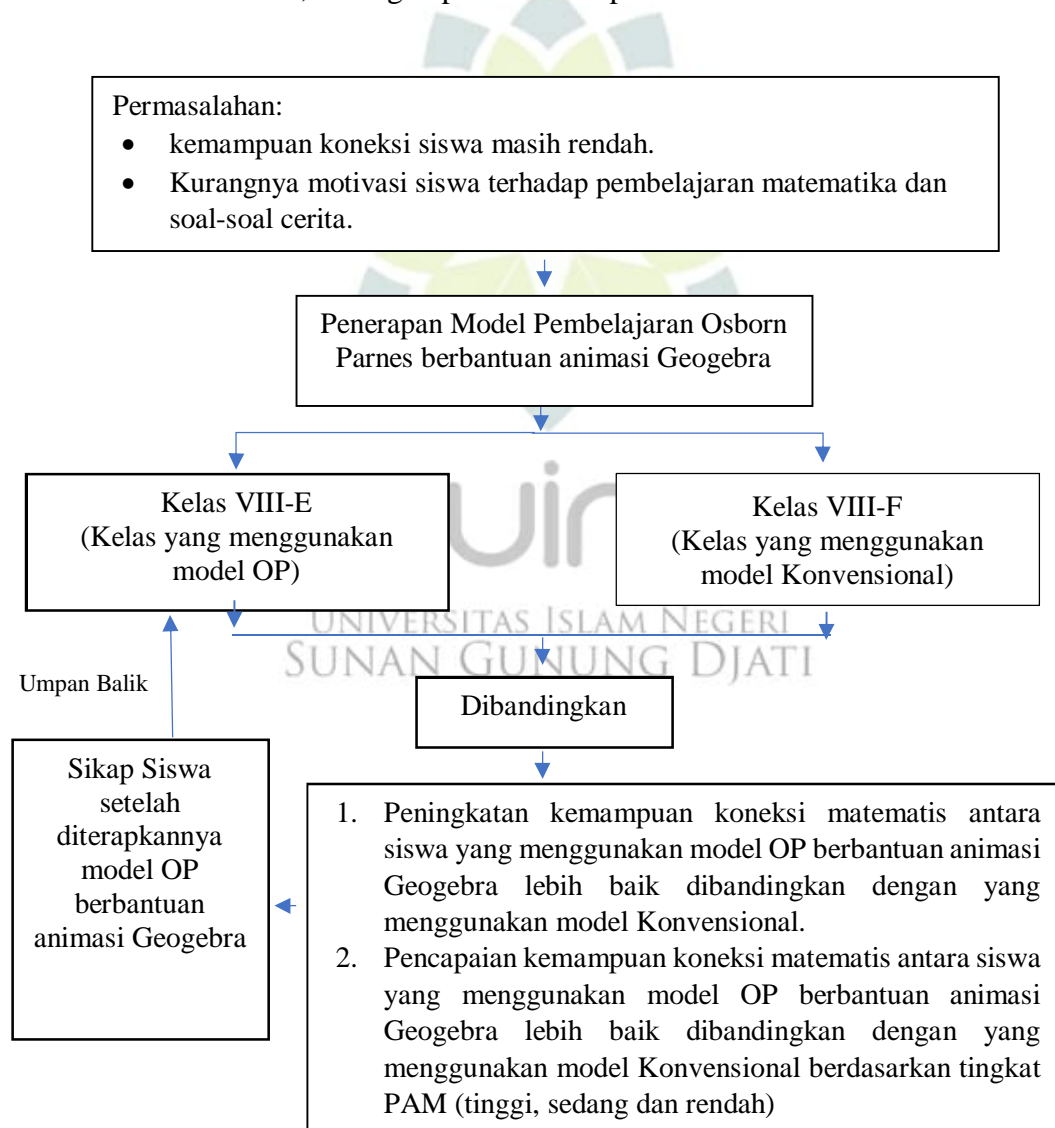 Permasalahan:
• kemampuan koneksi siswa masih rendah.
• Kurangnya motivasi siswa terhadap pembelajaran matematika dan
soal-soal cerita.
Penerapan Model Pembelajaran Osborn
Parnes berbantuan animasi Geogebra
Kelas VIII-E
(Kelas yang menggunakan
model OP)
Kelas VIII-F
(Kelas yang menggunakan
model Konvensional)
uin
UNIVERSITAS ISLAM NEGERI
SUNAN GUNUNG DJATI
Umpan Balik
Dibandingkan
Sikap Siswa
setelah
diterapkannya
model OP
berbantuan
animasi Geogebra
1. Peningkatan kemampuan koneksi matematis antara
siswa yang menggunakan model OP berbantuan animasi
Geogebra lebih baik dibandingkan dengan yang
menggunakan model Konvensional.
2. Pencapaian kemampuan koneksi matematis antara siswa
yang menggunakan model OP berbantuan animasi
Geogebra lebih baik dibandingkan dengan yang
menggunakan model Konvensional berdasarkan tingkat
PAM (tinggi, sedang dan rendah)